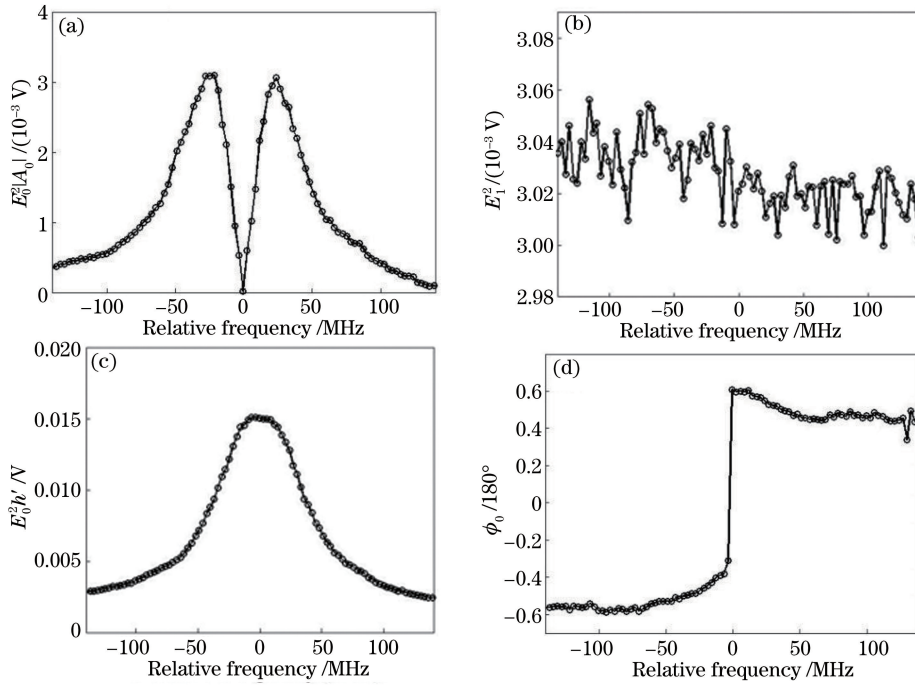 (a)
E₀²|A₀| /(10⁻³ V)
4
3
2
1
0
−100 −50 0 50 100
Relative frequency /MHz
(b)
E₁²/(10⁻³ V)
3.08
3.06
3.04
3.02
3.00
2.98
−100 −50 0 50 100
Relative frequency /MHz
(c)
E₀²h′/V
0.020
0.015
0.010
0.005
0
−100 −50 0 50 100
Relative frequency /MHz
(d)
ϕ₀/180°
0.6
0.4
0.2
0
−0.2
−0.4
−0.6
−100 −50 0 50 100
Relative frequency /MHz